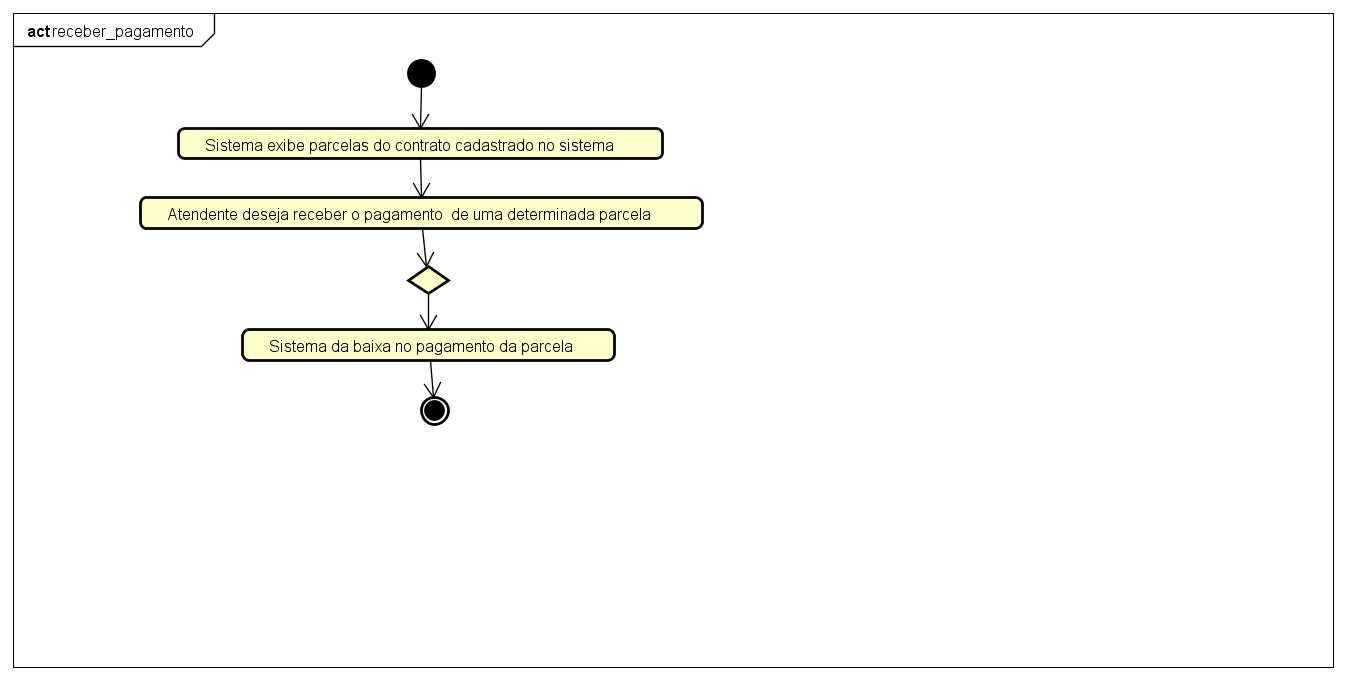 act receber_pagamento
Sistema exibe parcelas do contrato cadastrado no sistema
Atendente deseja receber o pagamento  de uma determinada parcela
Sistema da baixa no pagamento da parcela